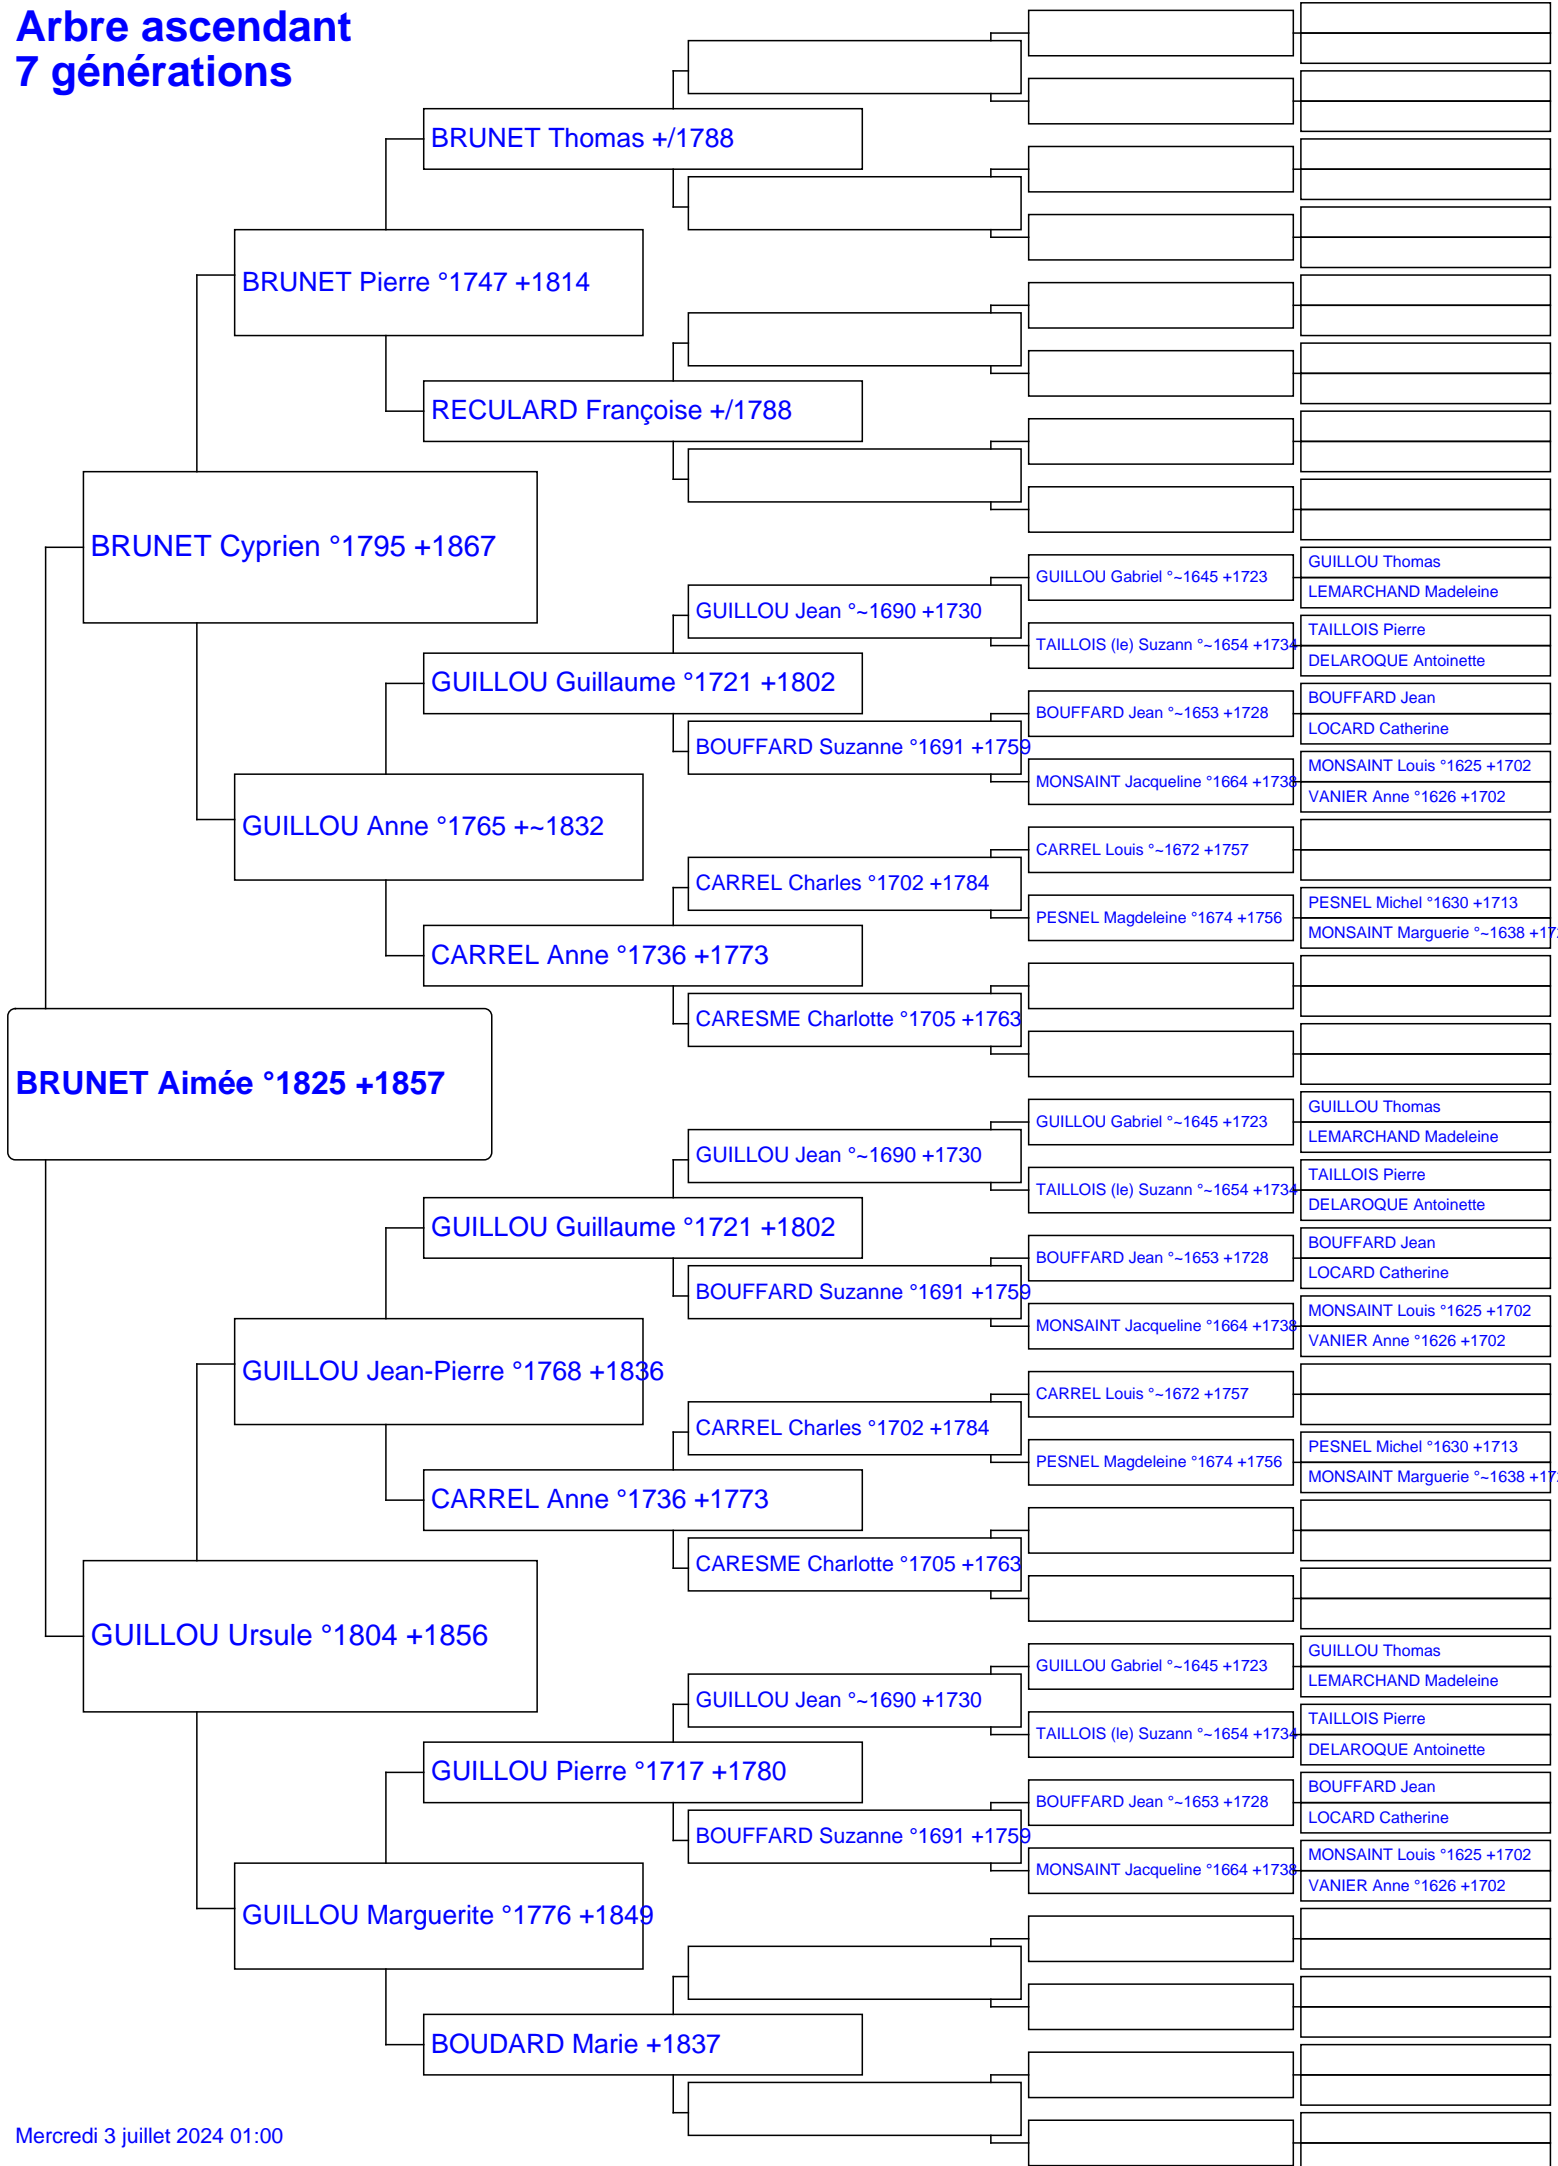 Arbre ascendant
7 générations
BRUNET Thomas +/1788
BRUNET Pierre °1747 +1814
RECULARD Françoise +/1788
BRUNET Cyprien °1795 +1867
GUILLOU Thomas
GUILLOU Gabriel °~1645 +1723
LEMARCHAND Madeleine
GUILLOU Jean °~1690 +1730
TAILLOIS Pierre
TAILLOIS (le) Suzann °~1654 +1734
DELAROQUE Antoinette
GUILLOU Guillaume °1721 +1802
BOUFFARD Jean
BOUFFARD Jean °~1653 +1728
LOCARD Catherine
BOUFFARD Suzanne °1691 +1759
MONSAINT Louis °1625 +1702
MONSAINT Jacqueline °1664 +1738
VANIER Anne °1626 +1702
GUILLOU Anne °1765 +~1832
CARREL Louis °~1672 +1757
CARREL Charles °1702 +1784
PESNEL Michel °1630 +1713
PESNEL Magdeleine °1674 +1756
MONSAINT Marguerie °~1638 +17
CARREL Anne °1736 +1773
CARESME Charlotte °1705 +1763
BRUNET Aimée °1825 +1857
GUILLOU Thomas
GUILLOU Gabriel °~1645 +1723
LEMARCHAND Madeleine
GUILLOU Jean °~1690 +1730
TAILLOIS Pierre
TAILLOIS (le) Suzann °~1654 +1734
DELAROQUE Antoinette
GUILLOU Guillaume °1721 +1802
BOUFFARD Jean
BOUFFARD Jean °~1653 +1728
LOCARD Catherine
BOUFFARD Suzanne °1691 +1759
MONSAINT Louis °1625 +1702
MONSAINT Jacqueline °1664 +1738
VANIER Anne °1626 +1702
GUILLOU Jean-Pierre °1768 +1836
CARREL Louis °~1672 +1757
CARREL Charles °1702 +1784
PESNEL Michel °1630 +1713
PESNEL Magdeleine °1674 +1756
MONSAINT Marguerie °~1638 +17
CARREL Anne °1736 +1773
CARESME Charlotte °1705 +1763
GUILLOU Ursule °1804 +1856
GUILLOU Thomas
GUILLOU Gabriel °~1645 +1723
LEMARCHAND Madeleine
GUILLOU Jean °~1690 +1730
TAILLOIS Pierre
TAILLOIS (le) Suzann °~1654 +1734
DELAROQUE Antoinette
GUILLOU Pierre °1717 +1780
BOUFFARD Jean
BOUFFARD Jean °~1653 +1728
LOCARD Catherine
BOUFFARD Suzanne °1691 +1759
MONSAINT Louis °1625 +1702
MONSAINT Jacqueline °1664 +1738
VANIER Anne °1626 +1702
GUILLOU Marguerite °1776 +1849
BOUDARD Marie +1837
Mercredi 3 juillet 2024 01:00